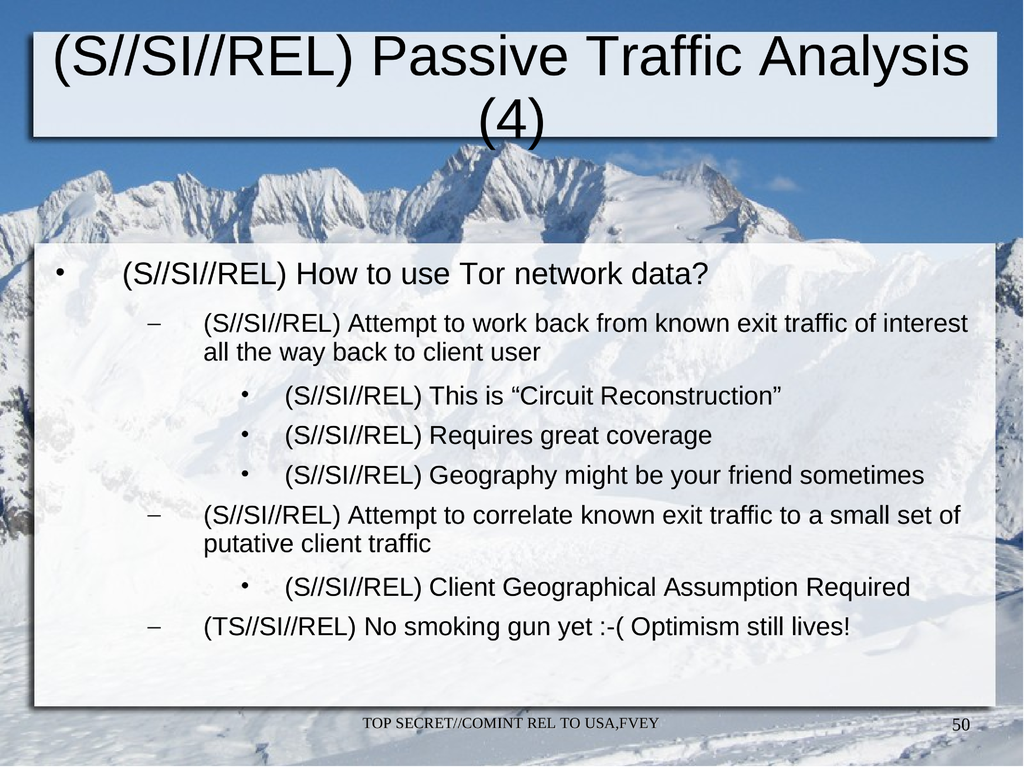 (S//SI//REL) Passive Traffic Analysis
(4)
• (S//SI//REL) How to use Tor network data?
– (S//SI//REL) Attempt to work back from known exit traffic of interest
all the way back to client user
• (S//SI//REL) This is “Circuit Reconstruction”
• (S//SI//REL) Requires great coverage
• (S//SI//REL) Geography might be your friend sometimes
– (S//SI//REL) Attempt to correlate known exit traffic to a small set of
putative client traffic
• (S//SI//REL) Client Geographical Assumption Required
– (TS//SI//REL) No smoking gun yet :-( Optimism still lives!
TOP SECRET//COMINT REL TO USA,FVEY
50